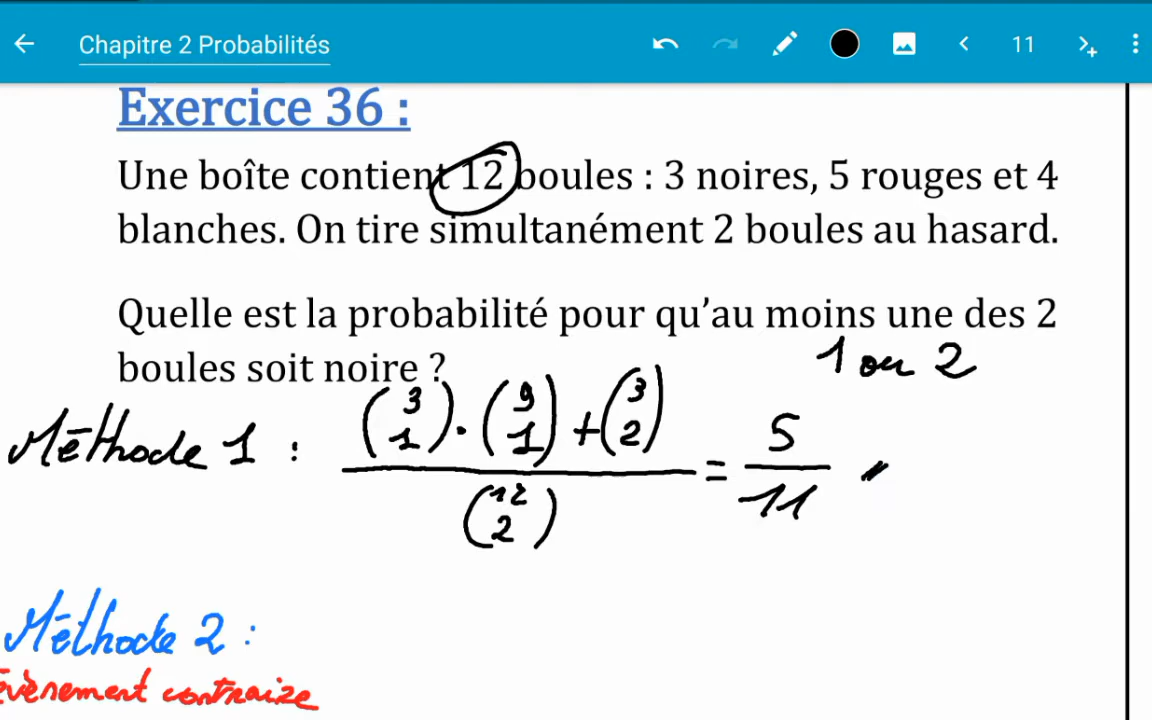 Chapitre 2 Probabilités
11
Exercice 36 :
Une boîte contient 12 boules : 3 noires, 5 rouges et 4
blanches. On tire simultanément 2 boules au hasard.
Quelle est la probabilité pour qu’au moins une des 2
boules soit noire ?
1 ou 2
Méthode 1 : (3 1) . (9 1) + (3 2) / (12 2) = 5 / 11
Méthode 2 :
évènement contraire